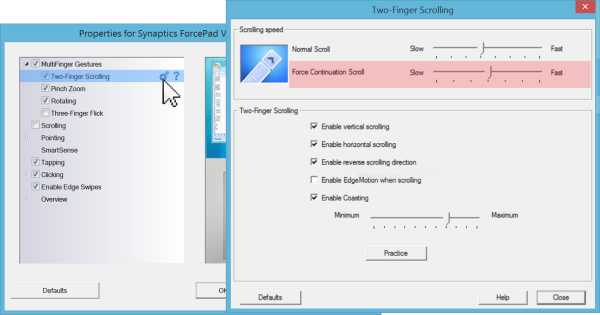 Properties for Synaptics ForcePad V
MultiFinger Gestures
Two-Finger Scrolling
?
Pinch Zoom
Rotating
Three-Finger Flick
Scrolling
Pointing
SmartSense
Tapping
Clicking
Enable Edge Swipes
Overview
Defaults
OK
Two-Finger Scrolling
Scrolling speed
Normal Scroll Slow Fast
Force Continuation Scroll Slow Fast
Two-Finger Scrolling
Enable vertical scrolling
Enable horizontal scrolling
Enable reverse scrolling direction
Enable EdgeMotion when scrolling
Enable Coasting
Minimum Maximum
Practice
Defaults Help Close